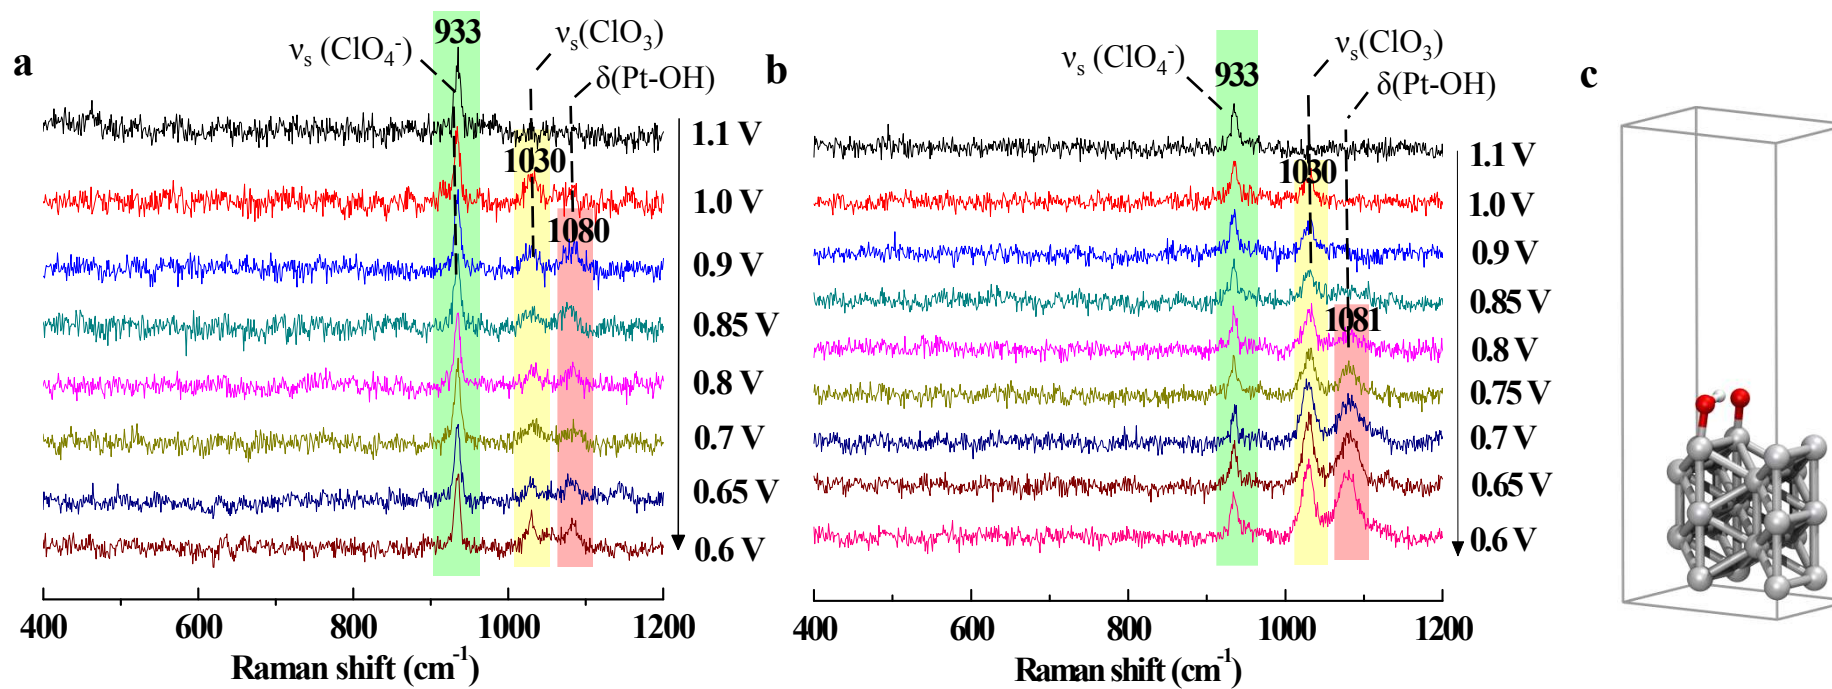 a
νs (ClO4-)
933
νs(ClO3)
δ(Pt-OH)
1030
1080
1.1 V
1.0 V
0.9 V
0.85 V
0.8 V
0.7 V
0.65 V
0.6 V
400
600
800
1000
1200
Raman shift (cm-1)
b
νs (ClO4-)
933
νs(ClO3)
δ(Pt-OH)
1030
1081
1.1 V
1.0 V
0.9 V
0.85 V
0.8 V
0.75 V
0.7 V
0.65 V
0.6 V
400
600
800
1000
1200
Raman shift (cm-1)
c